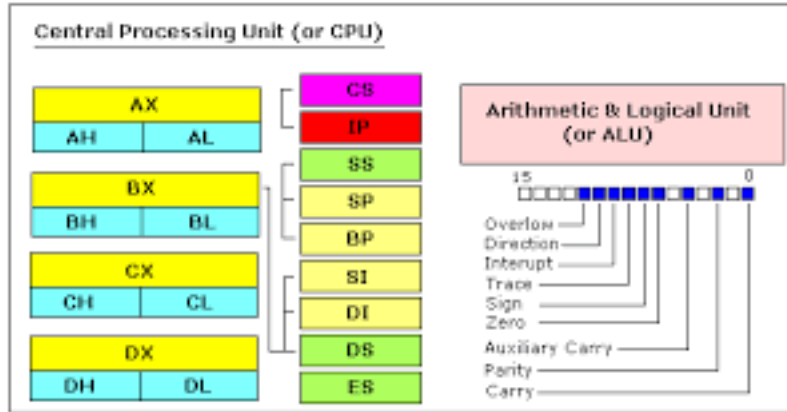 Central Processing Unit (or CPU)
AX
AH AL
BX
BH BL
CX
CH CL
DX
DH DL
CS
IP
SS
SP
BP
SI
DI
DS
ES
Arithmetic & Logical Unit
(or ALU)
15 0
Overlow
Direction
Interupt
Trace
Sign
Zero
Auxiliary Carry
Parity
Carry